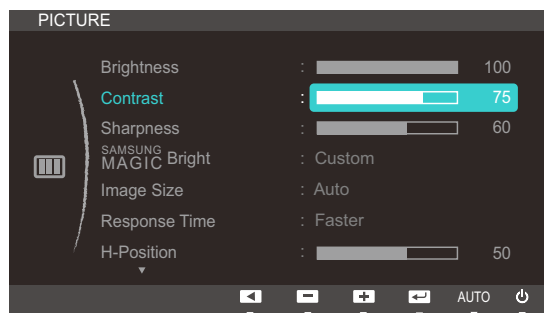 PICTURE
Brightness : 100
Contrast : 75
Sharpness : 60
SAMSUNG MAGIC Bright : Custom
Image Size : Auto
Response Time : Faster
H-Position : 50
AUTO